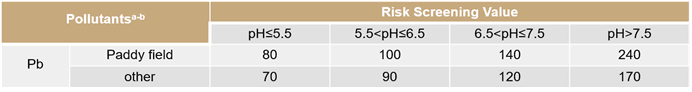 Pollutantsᵃ⁻ᵇ Risk Screening Value
pH≤5.5 5.5<pH≤6.5 6.5<pH≤7.5 pH>7.5
Pb Paddy field 80 100 140 240
other 70 90 120 170